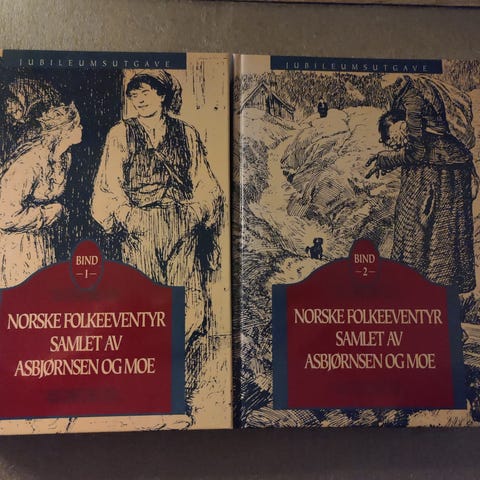 JUBILEUMSUTGAVE
BIND
-1-
NORSKE FOLKEEVENTYR
SAMLET AV
ASBJØRNSEN OG MOE
JUBILEUMSUTGAVE
BIND
-2-
NORSKE FOLKEEVENTYR
SAMLET AV
ASBJØRNSEN OG MOE